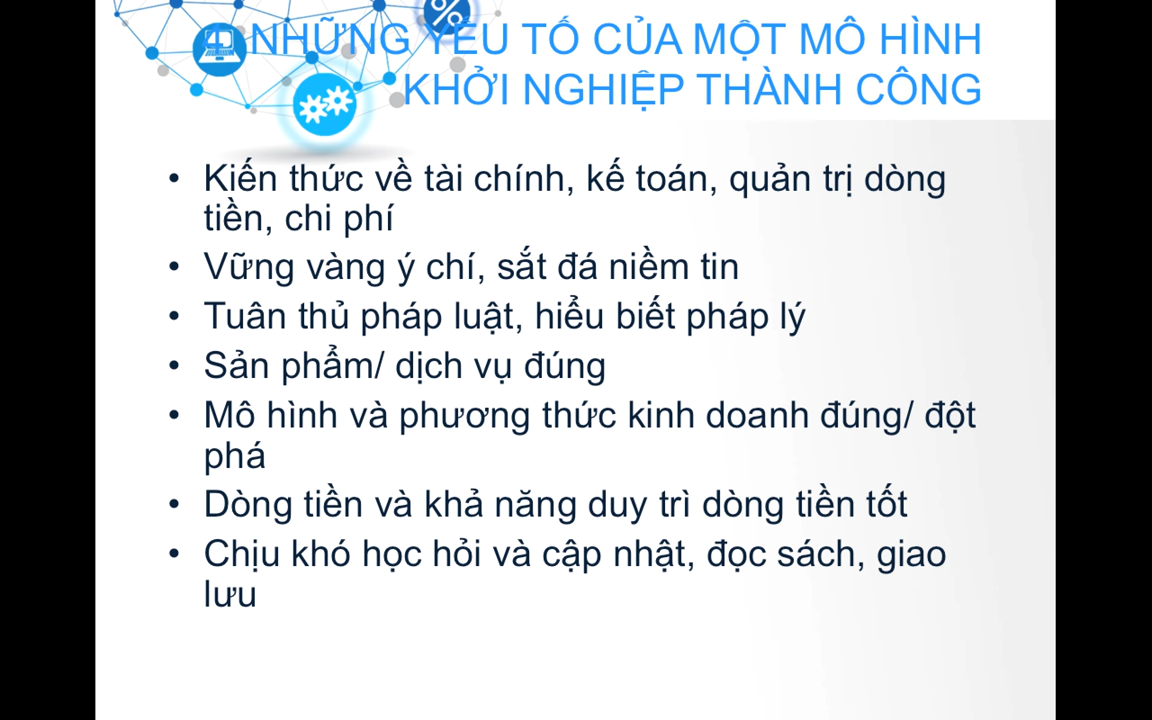 NHỮNG YẾU TỐ CỦA MỘT MÔ HÌNH
KHỞI NGHIỆP THÀNH CÔNG
• Kiến thức về tài chính, kế toán, quản trị dòng
tiền, chi phí
• Vững vàng ý chí, sắt đá niềm tin
• Tuân thủ pháp luật, hiểu biết pháp lý
• Sản phẩm/ dịch vụ đúng
• Mô hình và phương thức kinh doanh đúng/ đột
phá
• Dòng tiền và khả năng duy trì dòng tiền tốt
• Chịu khó học hỏi và cập nhật, đọc sách, giao
lưu